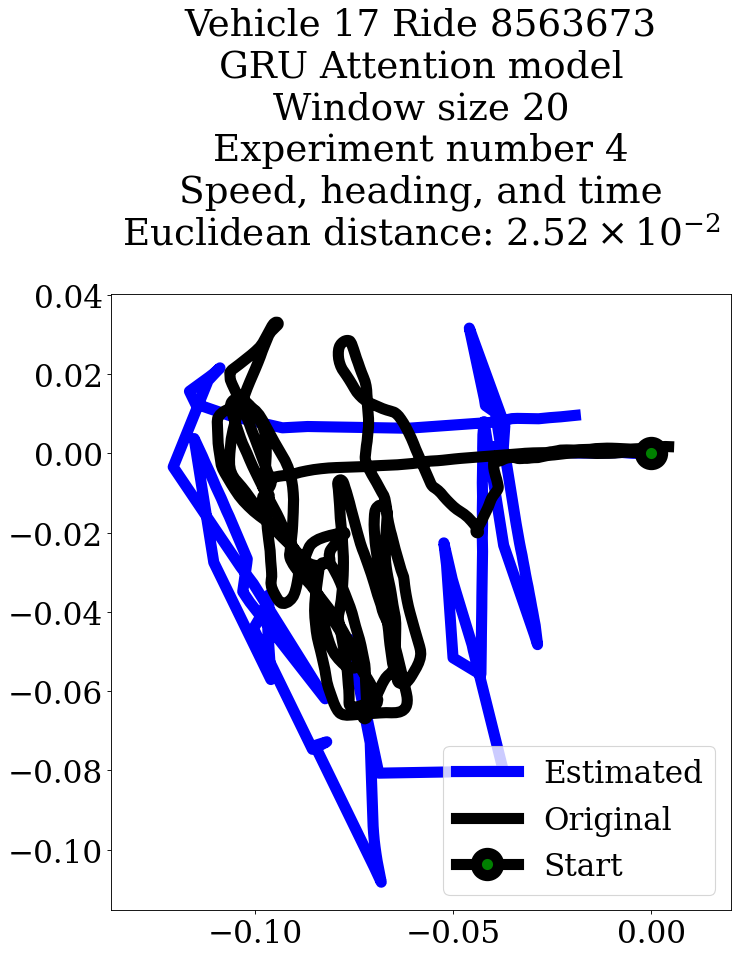 Vehicle 17 Ride 8563673
GRU Attention model
Window size 20
Experiment number 4
Speed, heading, and time
Euclidean distance: 2.52 × 10⁻²
0.04
0.02
0.00
−0.02
−0.04
−0.06
−0.08
−0.10
Estimated
Original
Start
−0.10 −0.05 0.00